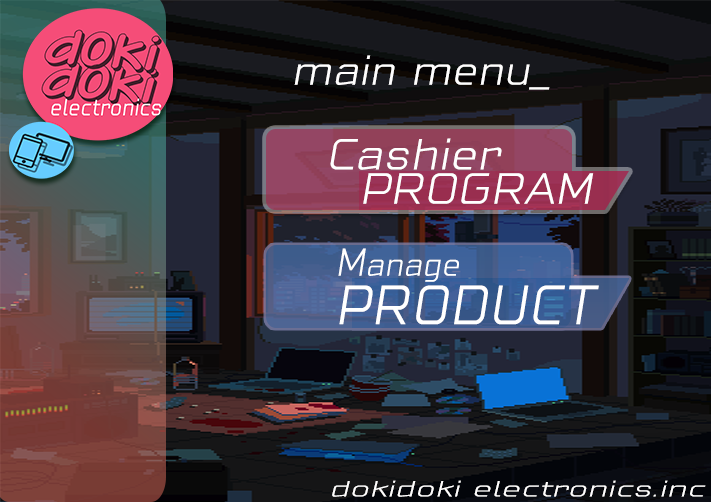 doki
doki
electronics
main menu_
Cashier
PROGRAM
Manage
PRODUCT
dokidoki electronics.inc